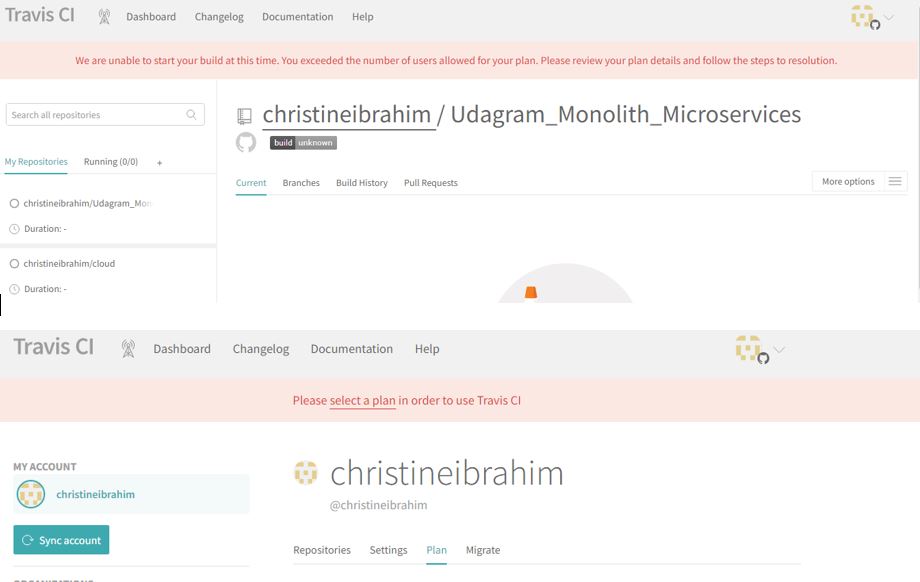 Travis CI Dashboard Changelog Documentation Help
We are unable to start your build at this time. You exceeded the number of users allowed for your plan. Please review your plan details and follow the steps to resolution.
Search all repositories
christineibrahim / Udagram_Monolith_Microservices
build unknown
My Repositories Running (0/0) +
Current Branches Build History Pull Requests More options
christineibrahim/Udagram_Mon
Duration: -
christineibrahim/cloud
Duration: -
Travis CI Dashboard Changelog Documentation Help
Please select a plan in order to use Travis CI
MY ACCOUNT
christineibrahim
christineibrahim
@christineibrahim
Sync account
Repositories Settings Plan Migrate